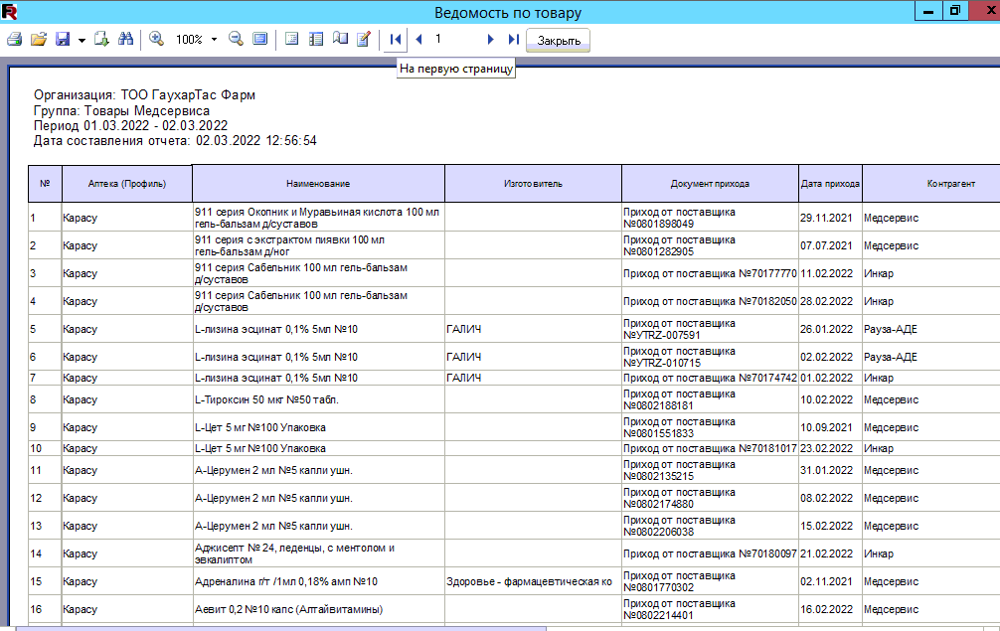 Ведомость по товару
100%
1
Закрыть
На первую страницу
Организация: ТОО ГаухарТас Фарм
Группа: Товары Медсервиса
Период 01.03.2022 - 02.03.2022
Дата составления отчета: 02.03.2022 12:56:54
№ Аптека (Профиль) Наименование Изготовитель Документ прихода Дата прихода Контрагент
1 Карасу 911 серия Окопник и Муравьиная кислота 100 мл гель-бальзам д/суставов Приход от поставщика №0801898049 29.11.2021 Медсервис
2 Карасу 911 серия с экстрактом пиявки 100 мл гель-бальзам д/ног Приход от поставщика №0801282905 07.07.2021 Медсервис
3 Карасу 911 серия Сабельник 100 мл гель-бальзам д/суставов Приход от поставщика №70177770 11.02.2022 Инкар
4 Карасу 911 серия Сабельник 100 мл гель-бальзам д/суставов Приход от поставщика №70182050 28.02.2022 Инкар
5 Карасу L-лизина эсцинат 0,1% 5мл №10 ГАЛИЧ Приход от поставщика №УТRZ-007591 26.01.2022 Рауза-АДЕ
6 Карасу L-лизина эсцинат 0,1% 5мл №10 ГАЛИЧ Приход от поставщика №УТRZ-010715 02.02.2022 Рауза-АДЕ
7 Карасу L-лизина эсцинат 0,1% 5мл №10 ГАЛИЧ Приход от поставщика №70174742 01.02.2022 Инкар
8 Карасу L-Тироксин 50 мкг №50 табл. Приход от поставщика №0802188181 10.02.2022 Медсервис
9 Карасу L-Цет 5 мг №100 Упаковка Приход от поставщика №0801551833 10.09.2021 Медсервис
10 Карасу L-Цет 5 мг №100 Упаковка Приход от поставщика №70181017 23.02.2022 Инкар
11 Карасу А-Церумен 2 мл №5 капли ушн. Приход от поставщика №0802135215 31.01.2022 Медсервис
12 Карасу А-Церумен 2 мл №5 капли ушн. Приход от поставщика №0802174880 08.02.2022 Медсервис
13 Карасу А-Церумен 2 мл №5 капли ушн. Приход от поставщика №0802206038 15.02.2022 Медсервис
14 Карасу Аджисепт № 24, леденцы, с ментолом и эвкалиптом Приход от поставщика №70180097 21.02.2022 Инкар
15 Карасу Адреналина г/т /1мл 0,18% амп №10 Здоровье - фармацевтическая ко Приход от поставщика №0801770302 02.11.2021 Медсервис
16 Карасу Аевит 0,2 №10 капс (Алтайвитамины) Приход от поставщика №0802214401 16.02.2022 Медсервис